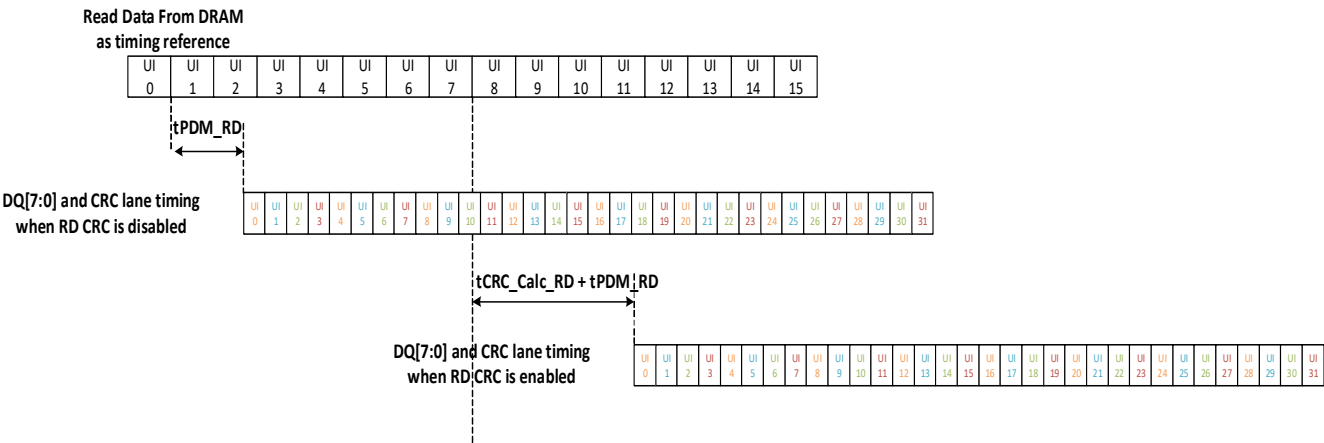 Read Data From DRAM
as timing reference
UI UI UI UI UI UI UI UI UI UI UI UI UI UI UI UI
0 1 2 3 4 5 6 7 8 9 10 11 12 13 14 15
tPDM_RD
DQ[7:0] and CRC lane timing
when RD CRC is disabled
UI UI UI UI UI UI UI UI UI UI UI UI UI UI UI UI UI UI UI UI UI UI UI UI UI UI UI UI UI UI UI UI
0 1 2 3 4 5 6 7 8 9 10 11 12 13 14 15 16 17 18 19 20 21 22 23 24 25 26 27 28 29 30 31
tCRC_Calc_RD + tPDM_RD
DQ[7:0] and CRC lane timing
when RD CRC is enabled
UI UI UI UI UI UI UI UI UI UI UI UI UI UI UI UI UI UI UI UI UI UI UI UI UI UI UI UI UI UI UI UI
0 1 2 3 4 5 6 7 8 9 10 11 12 13 14 15 16 17 18 19 20 21 22 23 24 25 26 27 28 29 30 31